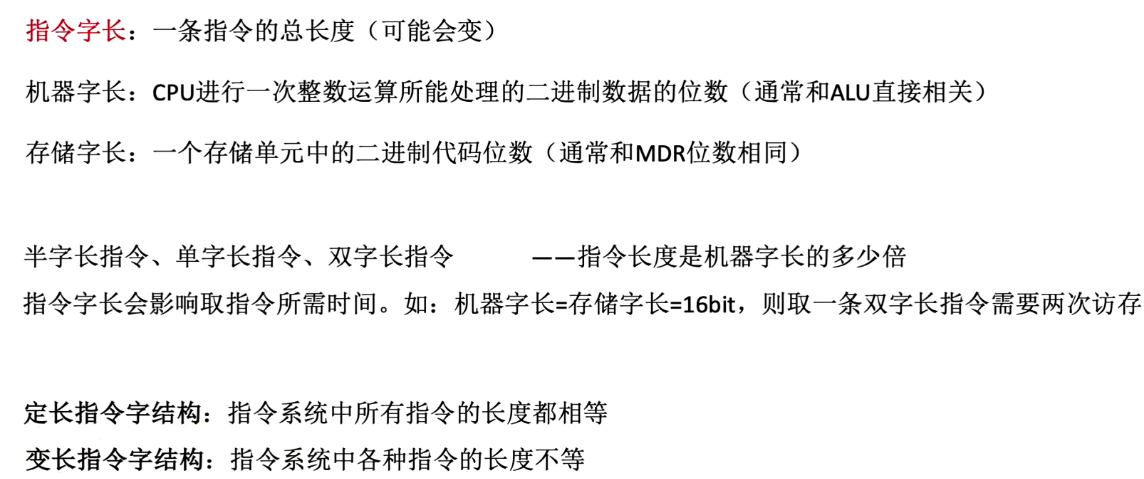 指令字长：一条指令的总长度（可能会变）
机器字长：CPU进行一次整数运算所能处理的二进制数据的位数（通常和ALU直接相关）
存储字长：一个存储单元中的二进制代码位数（通常和MDR位数相同）
半字长指令、单字长指令、双字长指令 ——指令长度是机器字长的多少倍
指令字长会影响取指令所需时间。如：机器字长=存储字长=16bit，则取一条双字长指令需要两次访存
定长指令字结构：指令系统中所有指令的长度都相等
变长指令字结构：指令系统中各种指令的长度不等